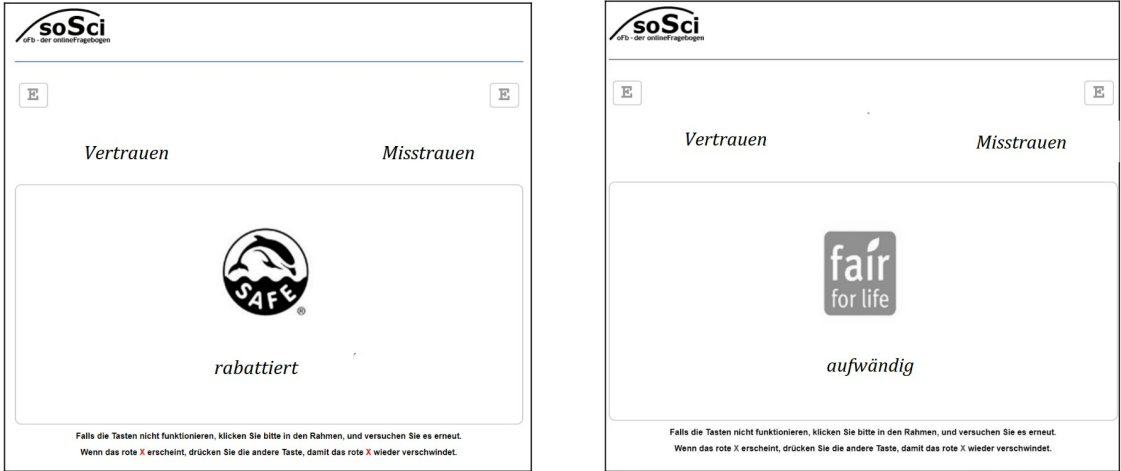 soSci
oFb - der onlineFragebogen
E
E
Vertrauen
Misstrauen
SAFE
®
rabattiert
Falls die Tasten nicht funktionieren, klicken Sie bitte in den Rahmen, und versuchen Sie es erneut.
Wenn das rote X erscheint, drücken Sie die andere Taste, damit das rote X wieder verschwindet.
soSci
oFb - der onlineFragebogen
E
E
Vertrauen
Misstrauen
fair
for life
aufwändig
Falls die Tasten nicht funktionieren, klicken Sie bitte in den Rahmen, und versuchen Sie es erneut.
Wenn das rote X erscheint, drücken Sie die andere Taste, damit das rote X wieder verschwindet.